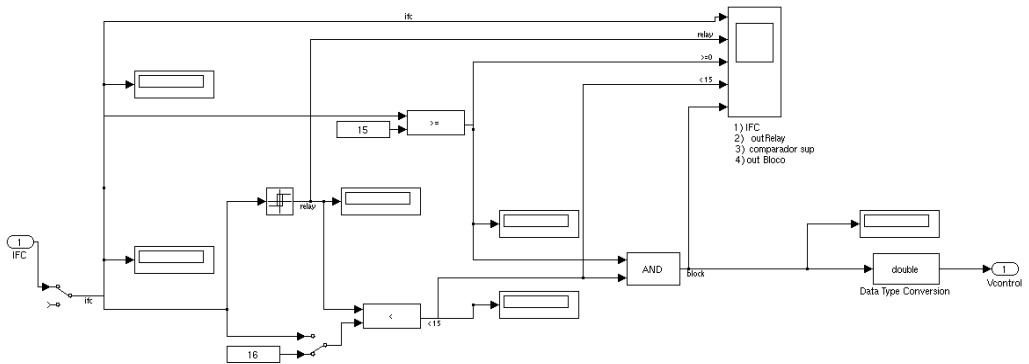 ifc
relay
>=0
<15
>=
15
1) IFC
2) outRelay
3) comparador sup
4) out Bloco
relay
1
IFC
ifc
AND
block
double
Data Type Conversion
1
Vcontrol
<
<15
16